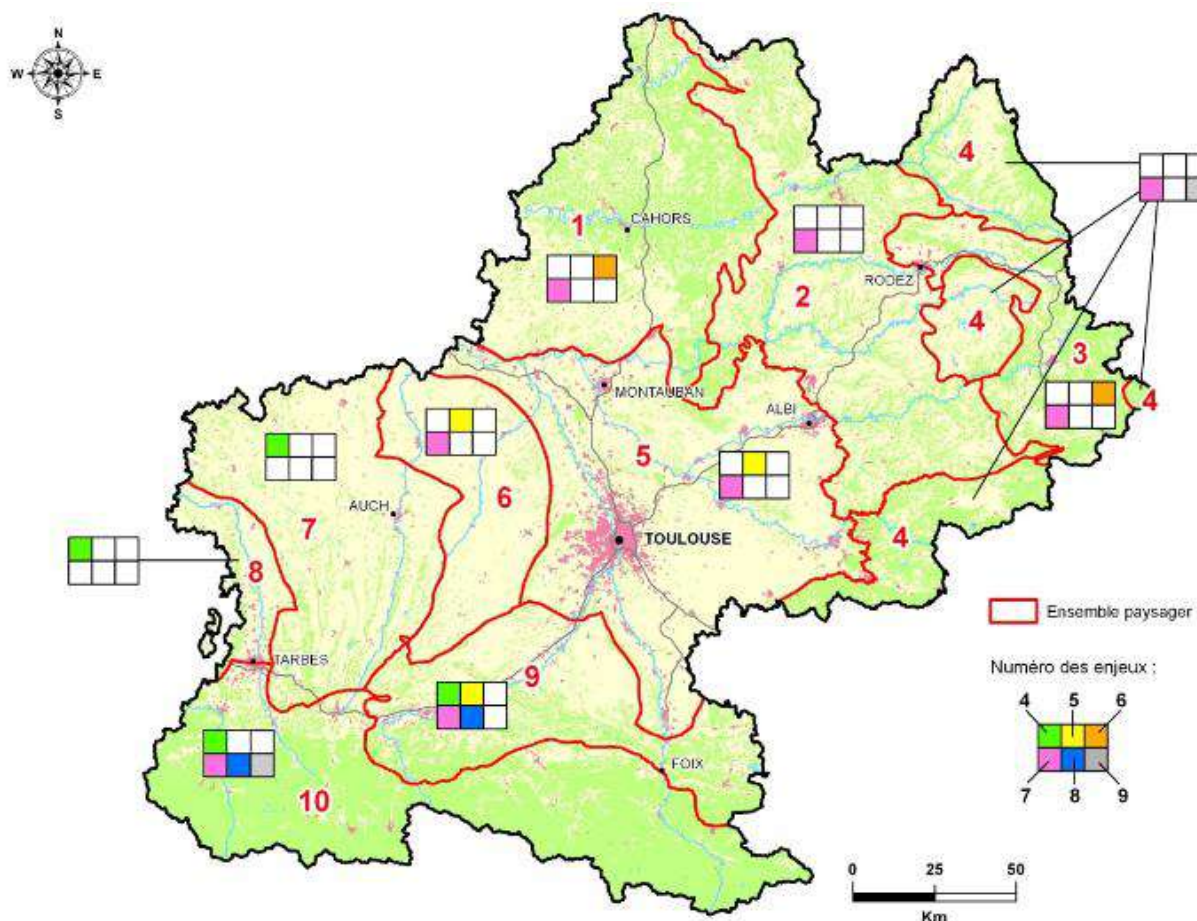 N
W E
S
4
1
CAHORS
2
RODEZ
4
3
4
MONTAUBAN
ALBI
5
6
7
AUCH
TOULOUSE
4
8
Ensemble paysager
TARBES
9
Numéro des enjeux :
4 5 6
7 8 9
FOIX
10
0 25 50
Km